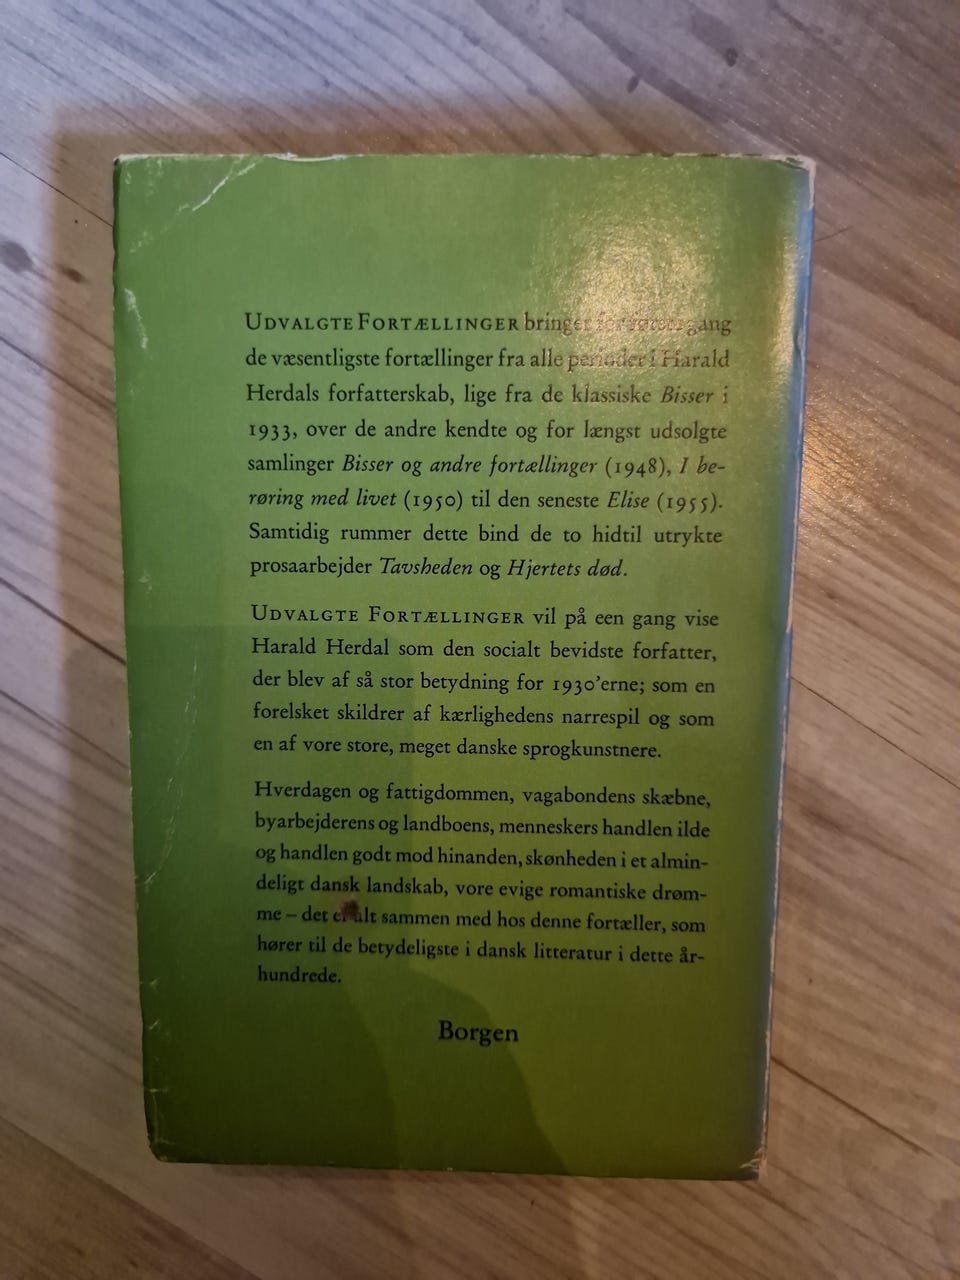 UDVALGTE FORTÆLLINGER bringer for første gang
de væsentligste fortællinger fra alle perioder i Harald
Herdals forfatterskab, lige fra de klassiske Bisser i
1933, over de andre kendte og for længst udsolgte
samlinger Bisser og andre fortællinger (1948), I be-
røring med livet (1950) til den seneste Elise (1955).
Samtidig rummer dette bind de to hidtil utrykte
prosaarbejder Tavsheden og Hjertets død.
UDVALGTE FORTÆLLINGER vil på een gang vise
Harald Herdal som den socialt bevidste forfatter,
der blev af så stor betydning for 1930'erne; som en
forelsket skildrer af kærlighedens narrespil og som
en af vore store, meget danske sprogkunstnere.
Hverdagen og fattigdommen, vagabondens skæbne,
byarbejderens og landboens, menneskers handlen ilde
og handlen godt mod hinanden, skønheden i et almin-
deligt dansk landskab, vore evige romantiske drøm-
me – det er alt sammen med hos denne fortæller, som
hører til de betydeligste i dansk litteratur i dette år-
hundrede.
Borgen